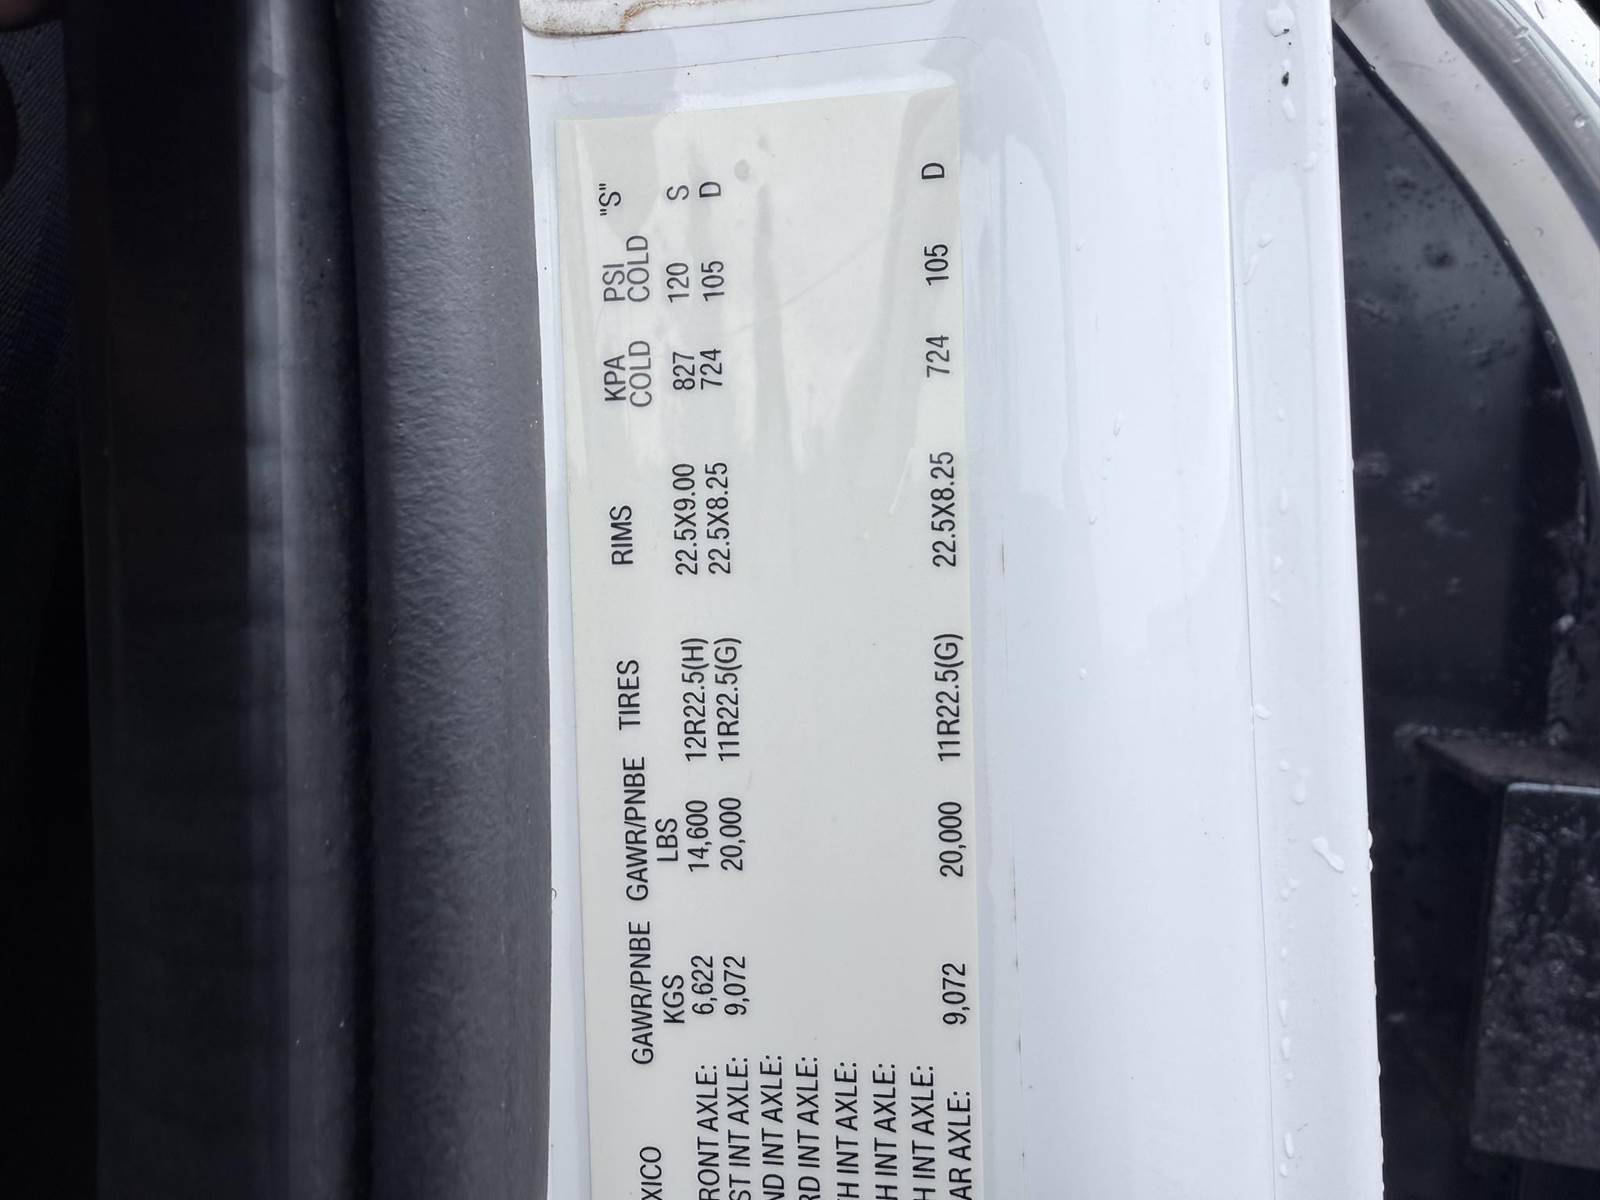 XICO GAWR/PNBE GAWR/PNBE TIRES RIMS KPA PSI "S"
KGS LBS COLD COLD
RONT AXLE: 6,622 14,600 12R22.5(H) 22.5X9.00 827 120 S
ST INT AXLE: 9,072 20,000 11R22.5(G) 22.5X8.25 724 105 D
ND INT AXLE:
RD INT AXLE:
H INT AXLE:
H INT AXLE:
H INT AXLE:
AR AXLE: 9,072 20,000 11R22.5(G) 22.5X8.25 724 105 D